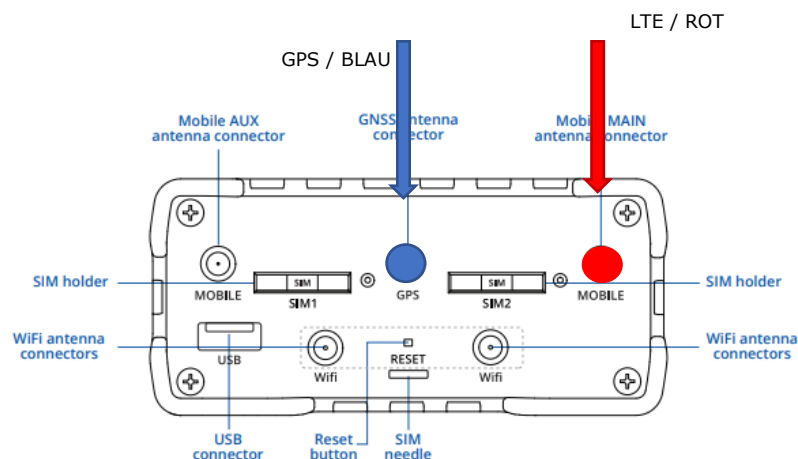 LTE / ROT
GPS / BLAU
Mobile AUX
antenna connector
GNSS antenna
connector
Mobile MAIN
antenna connector
SIM holder
MOBILE
SIM
SIM1
GPS
SIM
SIM2
MOBILE
SIM holder
WiFi antenna
connectors
USB
Wifi
RESET
Wifi
WiFi antenna
connectors
USB
connector
Reset
button
SIM
needle